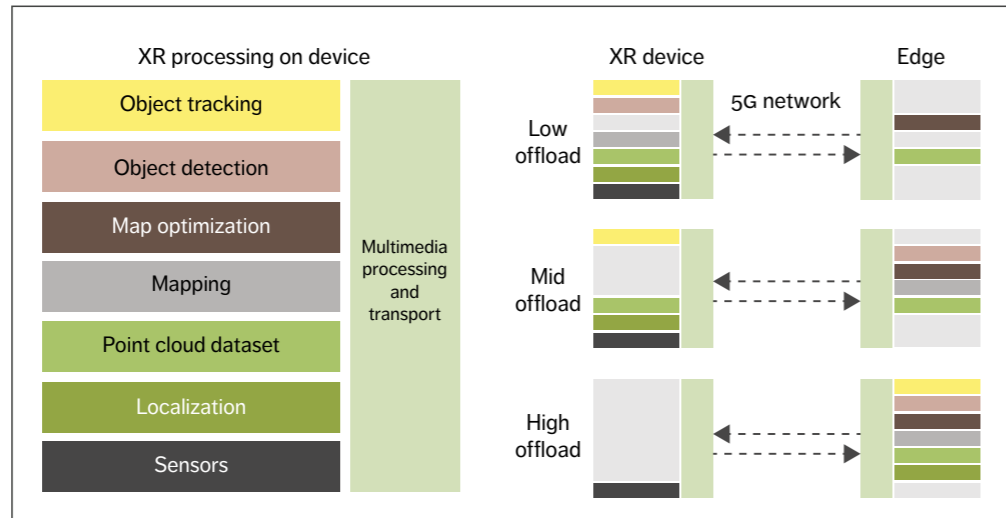 XR processing on device
Object tracking
Object detection
Map optimization
Mapping
Point cloud dataset
Localization
Sensors
Multimedia
processing
and
transport
XR device
Edge
5G network
Low
offload
Mid
offload
High
offload